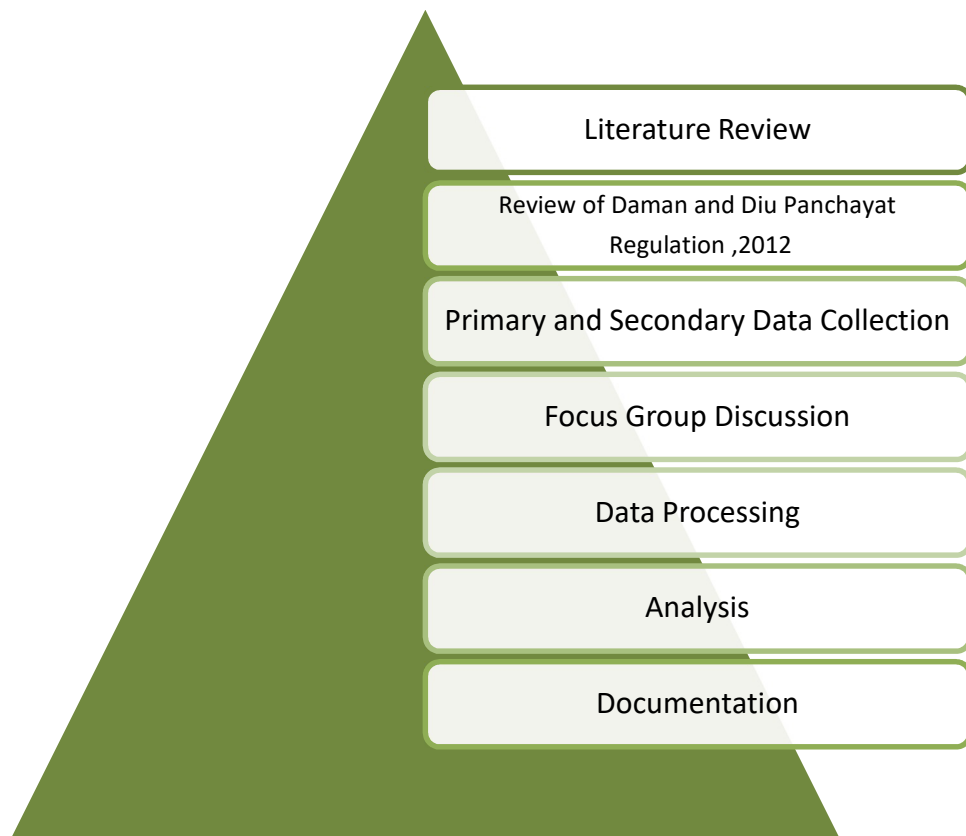 Literature Review
Review of Daman and Diu Panchayat
Regulation ,2012
Primary and Secondary Data Collection
Focus Group Discussion
Data Processing
Analysis
Documentation